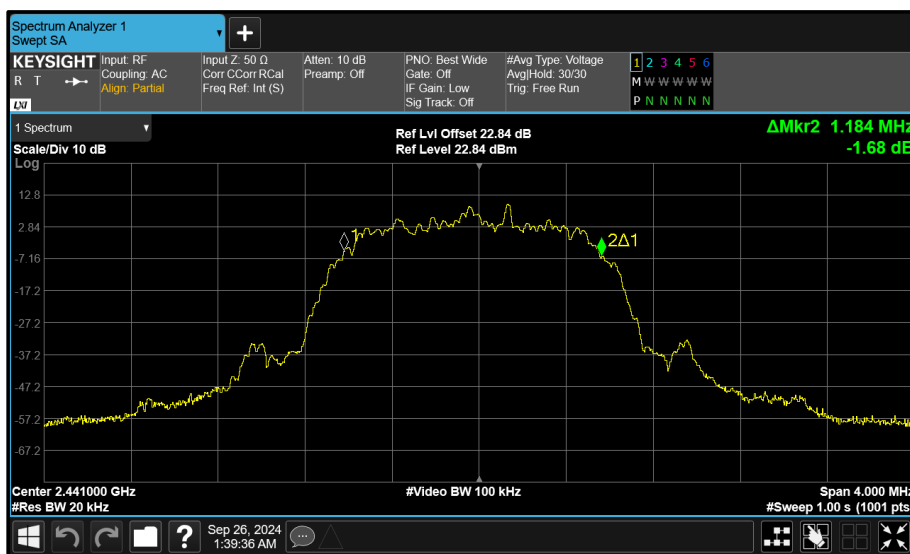 Spectrum Analyzer 1
Swept SA
+
KEYSIGHT
R T
LXI
Input: RF
Coupling: AC
Align: Partial
Input Z: 50 Ω
Corr CCorr RCal
Freq Ref: Int (S)
Atten: 10 dB
Preamp: Off
PNO: Best Wide
Gate: Off
IF Gain: Low
Sig Track: Off
#Avg Type: Voltage
Avg|Hold: 30/30
Trig: Free Run
1 2 3 4 5 6
M W W W W W
P N N N N N
1 Spectrum
Scale/Div 10 dB
Log
Ref Lvl Offset 22.84 dB
Ref Level 22.84 dBm
ΔMkr2 1.184 MHz
-1.68 dB
12.8
2.84
-7.16
-17.2
-27.2
-37.2
-47.2
-57.2
-67.2
1
2Δ1
Center 2.441000 GHz
#Res BW 20 kHz
#Video BW 100 kHz
Span 4.000 MHz
#Sweep 1.00 s (1001 pts
?
Sep 26, 2024
1:39:36 AM